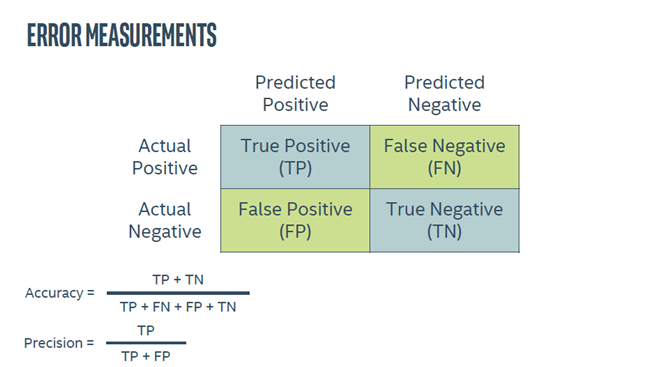 ERROR MEASUREMENTS
Predicted Positive
Predicted Negative
Actual Positive
True Positive (TP)
False Negative (FN)
Actual Negative
False Positive (FP)
True Negative (TN)
Accuracy =
TP + TN
TP + FN + FP + TN
Precision =
TP
TP + FP